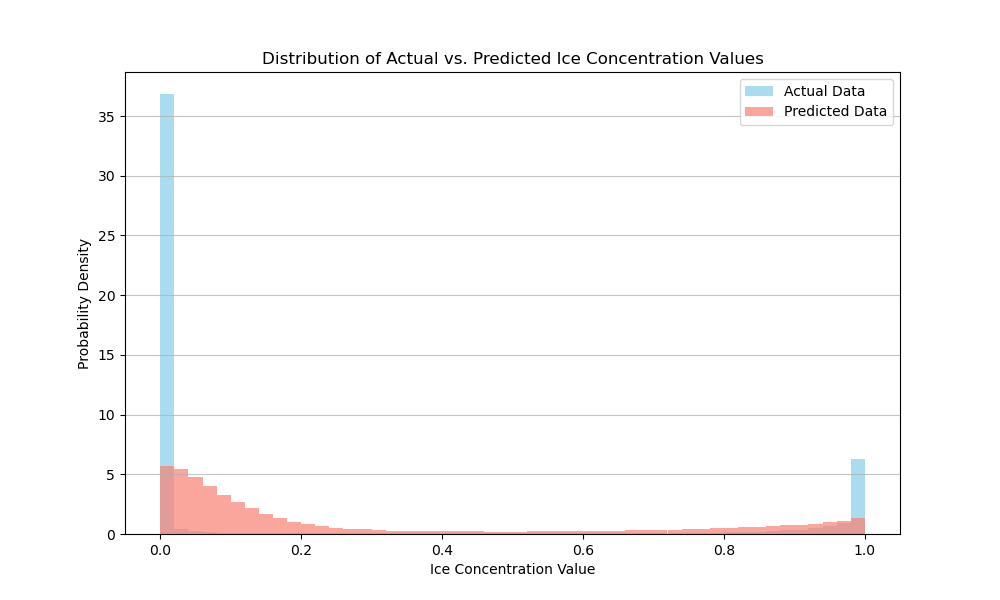 Distribution of Actual vs. Predicted Ice Concentration Values
Actual Data
Predicted Data
Probability Density
35
30
25
20
15
10
5
0
0.0 0.2 0.4 0.6 0.8 1.0
Ice Concentration Value